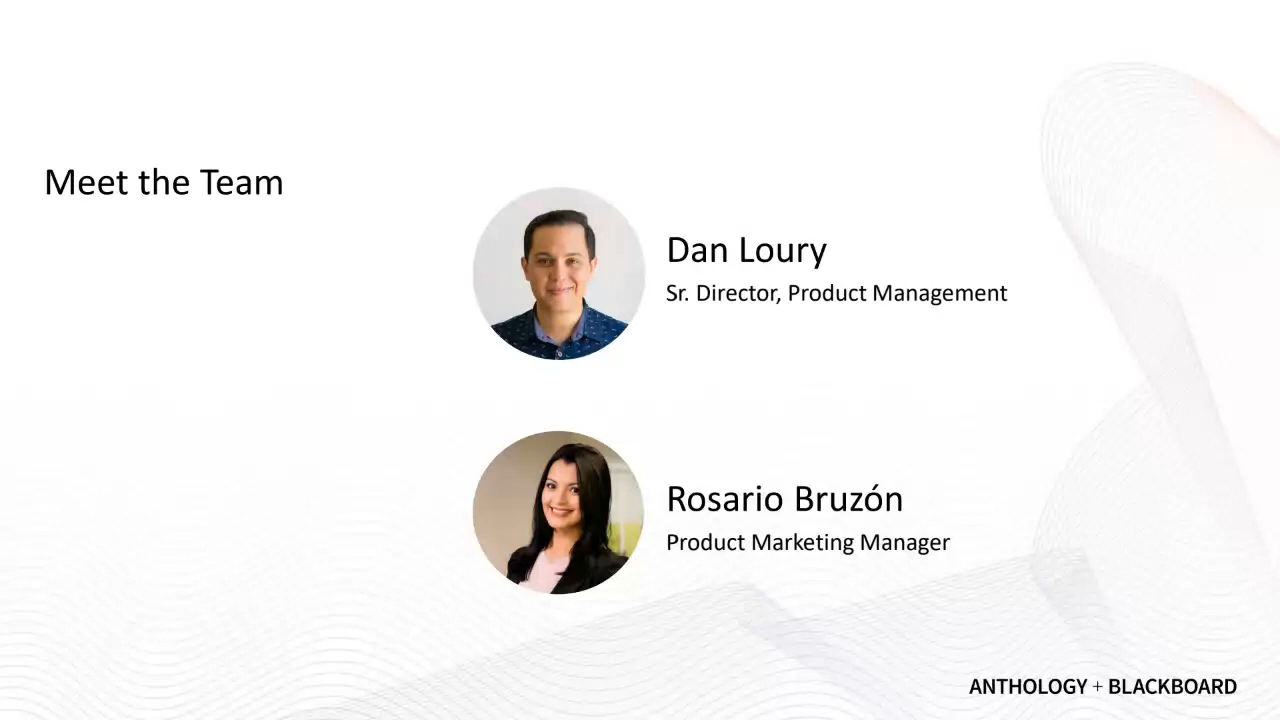 Meet the Team
Dan Loury
Sr. Director, Product Management
Rosario Bruzón
Product Marketing Manager
ANTHOLOGY + BLACKBOARD